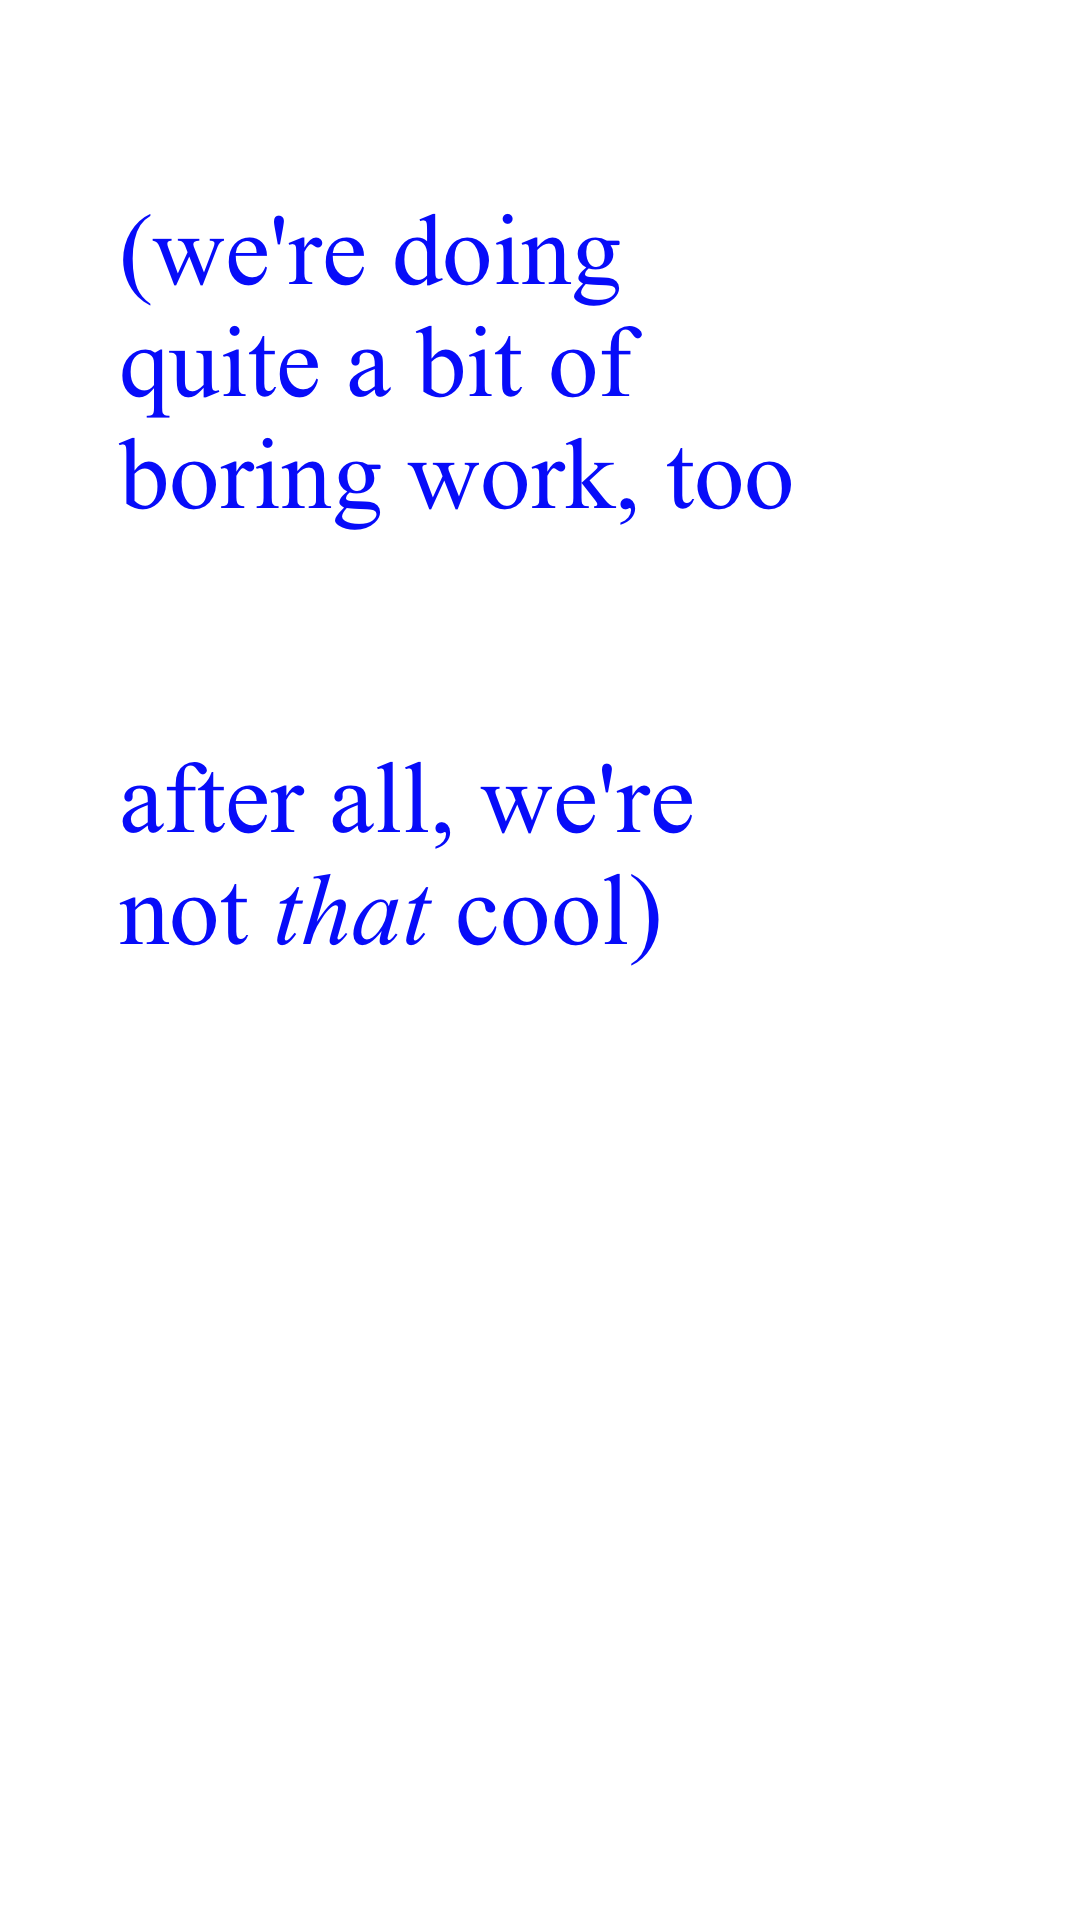 (we're doing
quite a bit of
boring work, too
after all, we're
not that cool)